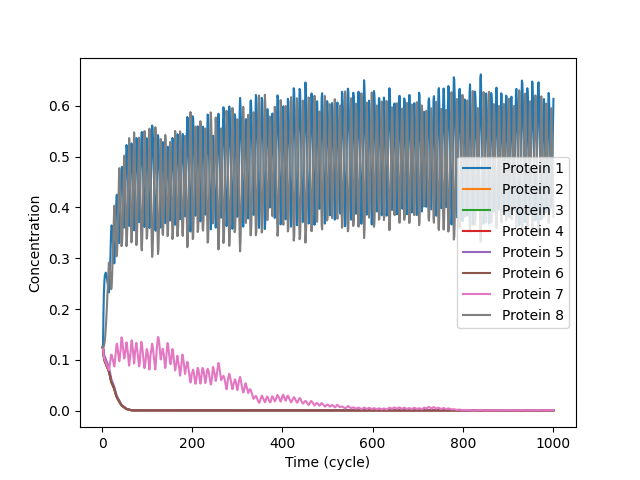 0.6
0.5
0.4
0.3
0.2
0.1
0.0
Concentration
0
200
400
600
800
1000
Time (cycle)
Protein 1
Protein 2
Protein 3
Protein 4
Protein 5
Protein 6
Protein 7
Protein 8